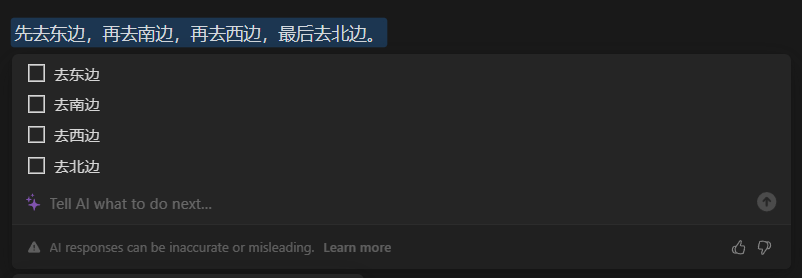 先去东边，再去南边，再去西边，最后去北边。
去东边
去南边
去西边
去北边
Tell AI what to do next...
AI responses can be inaccurate or misleading. Learn more